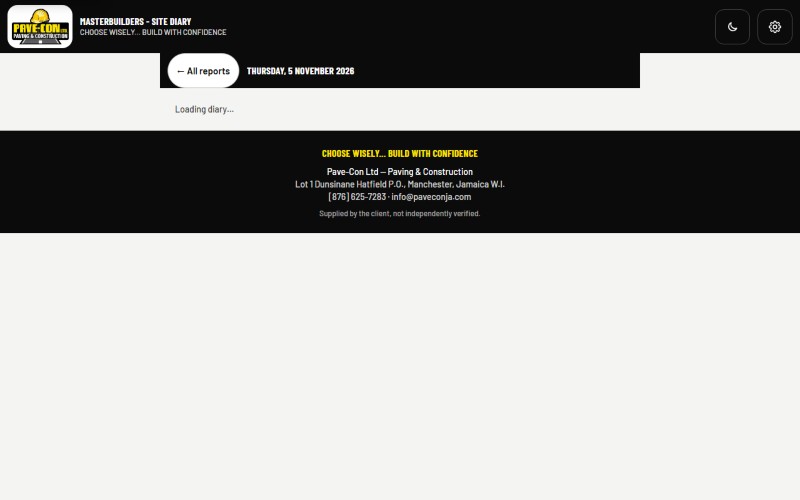 PAVE-CON LTD
PAVING & CONSTRUCTION
MASTERBUILDERS - SITE DIARY
CHOOSE WISELY... BUILD WITH CONFIDENCE
← All reports
THURSDAY, 5 NOVEMBER 2026
Loading diary...
CHOOSE WISELY... BUILD WITH CONFIDENCE
Pave-Con Ltd — Paving & Construction
Lot 1 Dunsinane Hatfield P.O., Manchester, Jamaica W.I.
(876) 625-7283 · info@paveconja.com
Supplied by the client, not independently verified.